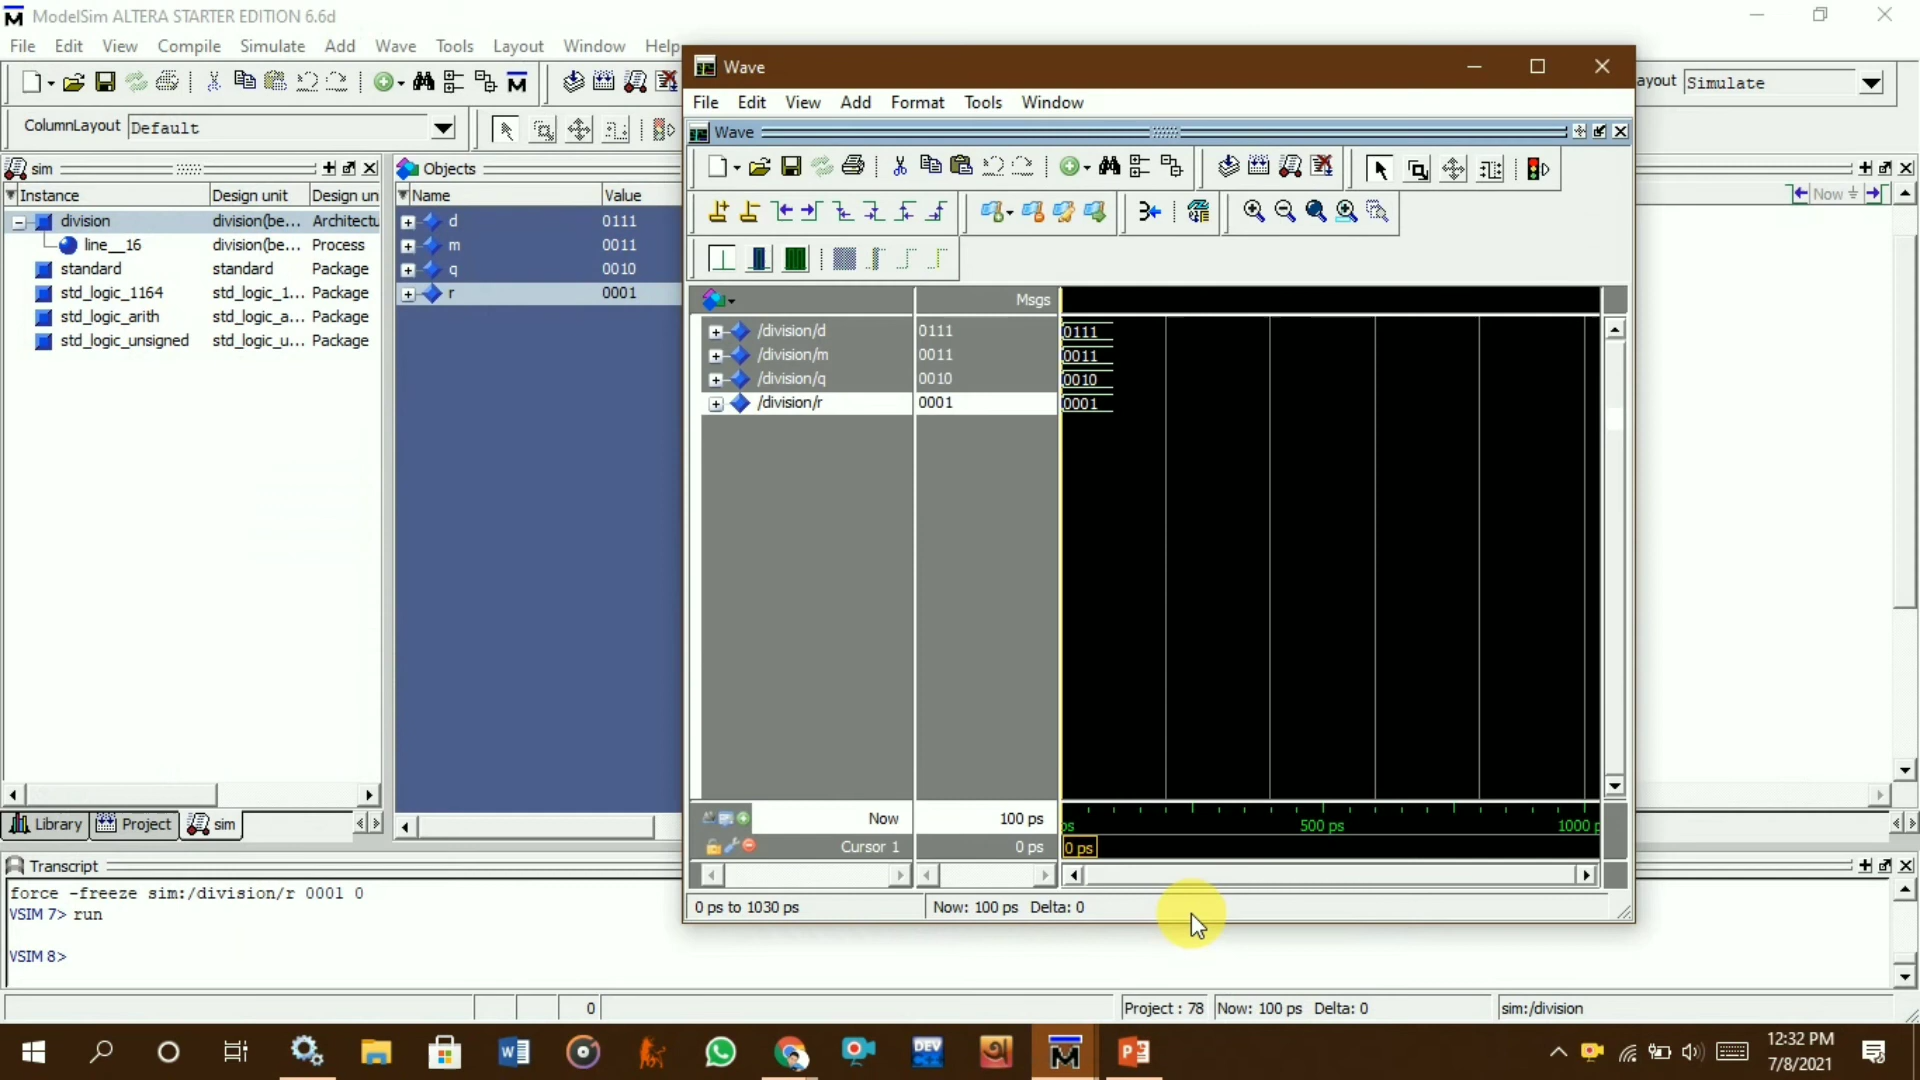 ModelSim ALTERA STARTER EDITION 6.6d
File Edit View Compile Simulate Add Wave Tools Layout Window Help
ColumnLayout Default
ayout Simulate
sim
Instance Design unit Design un
division division(be... Architectu
line__16 division(be... Process
standard standard Package
std_logic_1164 std_logic_1... Package
std_logic_arith std_logic_a... Package
std_logic_unsigned std_logic_u... Package
Library Project sim
Objects
Name Value
d 0111
m 0011
q 0010
r 0001
Wave
File Edit View Add Format Tools Window
Wave
Msgs
/division/d 0111 0111
/division/m 0011 0011
/division/q 0010 0010
/division/r 0001 0001
Now 100 ps
ps 500 ps 1000 p
Cursor 1 0 ps 0 ps
0 ps to 1030 ps Now: 100 ps Delta: 0
Now
Transcript
force -freeze sim:/division/r 0001 0
VSIM 7> run
VSIM 8>
0 Project : 78 Now: 100 ps Delta: 0 sim:/division
DEV
12:32 PM
7/8/2021